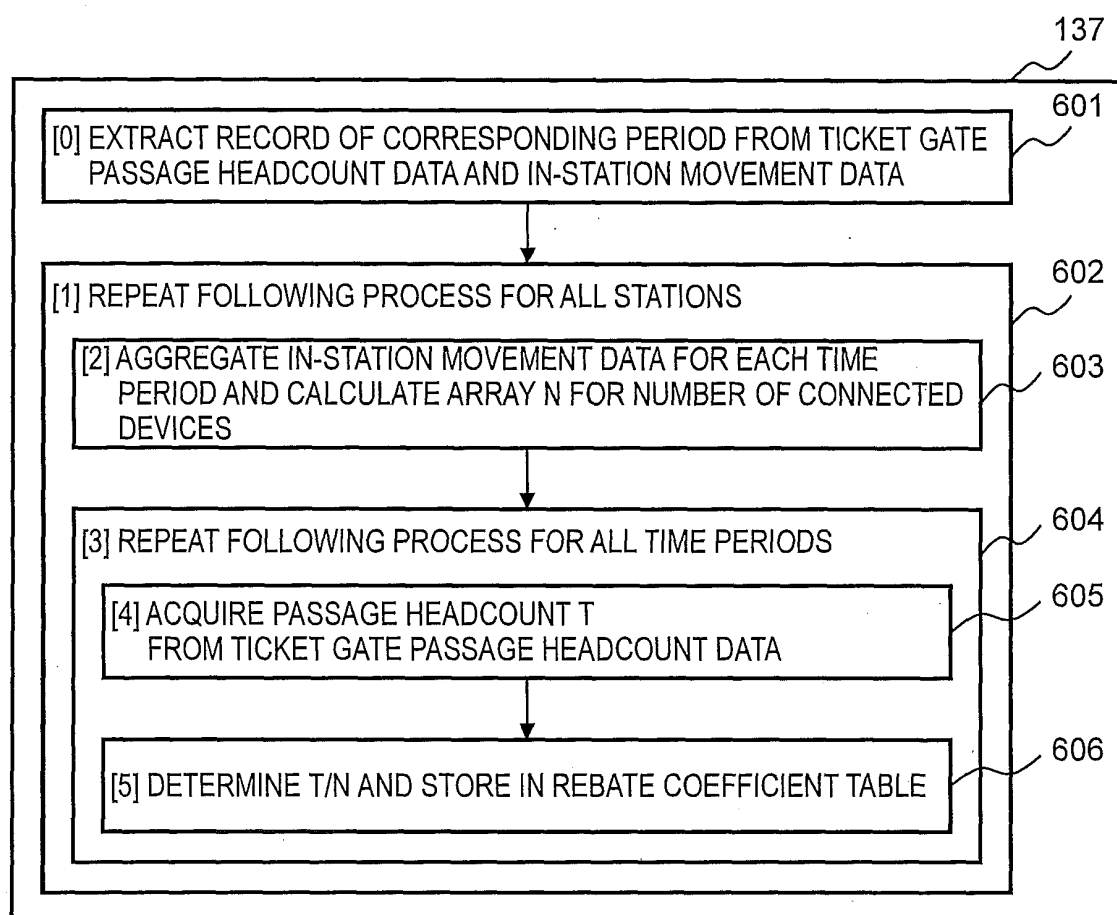 137
601
[0] EXTRACT RECORD OF CORRESPONDING PERIOD FROM TICKET GATE
PASSAGE HEADCOUNT DATA AND IN-STATION MOVEMENT DATA
602
[1] REPEAT FOLLOWING PROCESS FOR ALL STATIONS
603
[2] AGGREGATE IN-STATION MOVEMENT DATA FOR EACH TIME
PERIOD AND CALCULATE ARRAY N FOR NUMBER OF CONNECTED
DEVICES
604
[3] REPEAT FOLLOWING PROCESS FOR ALL TIME PERIODS
605
[4] ACQUIRE PASSAGE HEADCOUNT T
FROM TICKET GATE PASSAGE HEADCOUNT DATA
606
[5] DETERMINE T/N AND STORE IN REBATE COEFFICIENT TABLE